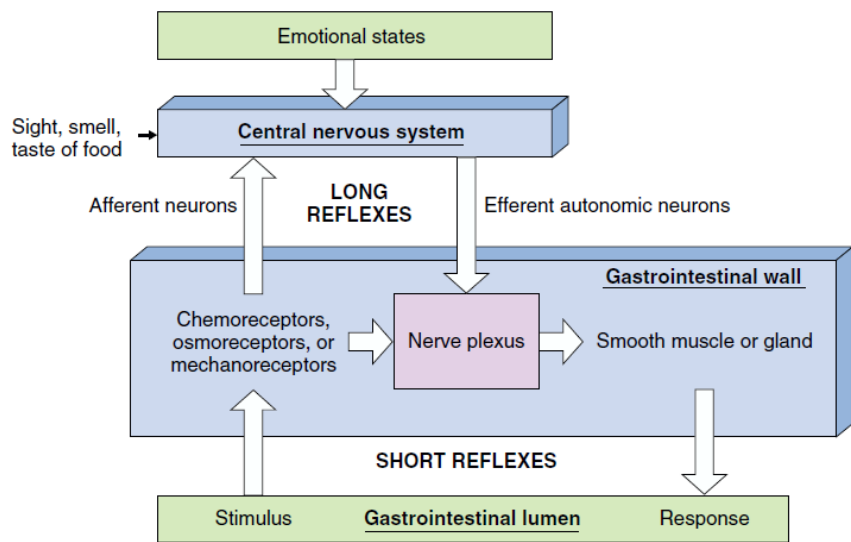 Emotional states
Sight, smell,
taste of food
Central nervous system
Afferent neurons
LONG
REFLEXES
Efferent autonomic neurons
Gastrointestinal wall
Chemoreceptors,
osmoreceptors, or
mechanoreceptors
Nerve plexus
Smooth muscle or gland
SHORT REFLEXES
Stimulus
Gastrointestinal lumen
Response